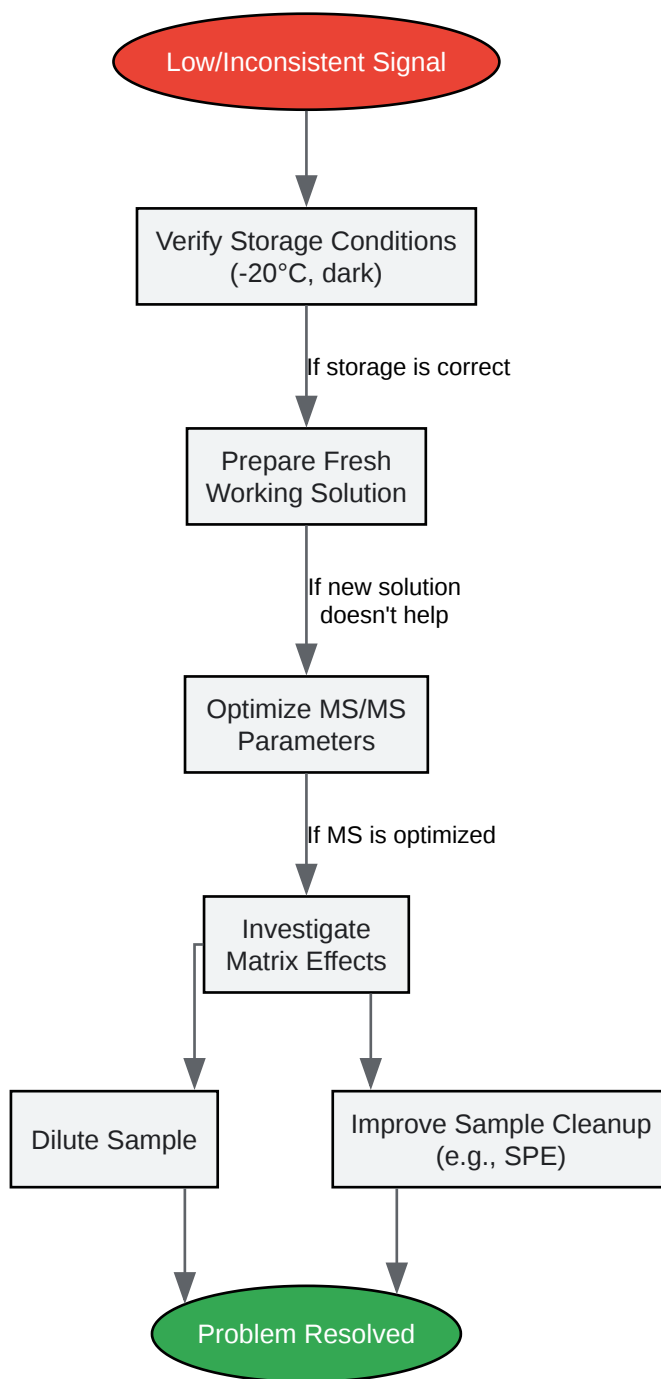 Low/Inconsistent Signal
Verify Storage Conditions
(-20°C, dark)
If storage is correct
Prepare Fresh
Working Solution
If new solution
doesn't help
Optimize MS/MS
Parameters
If MS is optimized
Investigate
Matrix Effects
Dilute Sample
Improve Sample Cleanup
(e.g., SPE)
Problem Resolved